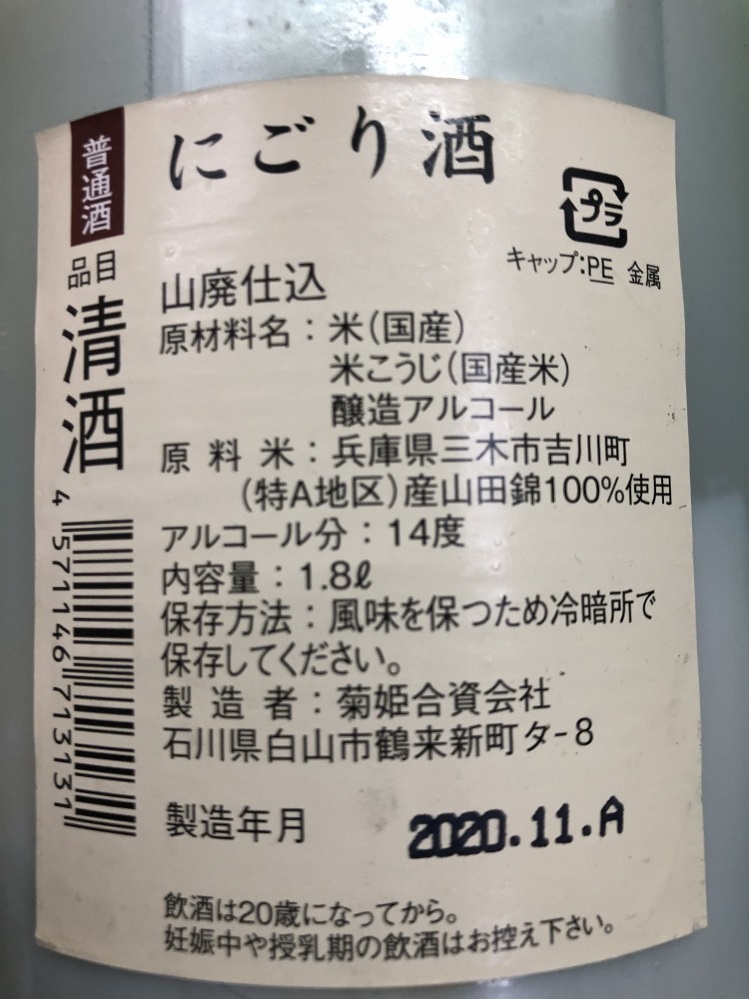 普通酒
にごり酒
プラ
キャップ:PE 金属
品目
清酒
山廃仕込
原材料名：米(国産)
米こうじ(国産米)
醸造アルコール
原料米：兵庫県三木市吉川町
(特A地区)産山田錦100%使用
アルコール分：14度
内容量：1.8ℓ
保存方法：風味を保つため冷暗所で
保存してください。
製造者：菊姫合資会社
石川県白山市鶴来新町タ-8
製造年月 2020.11.A
飲酒は20歳になってから。
妊娠中や授乳期の飲酒はお控え下さい。
4571146713131